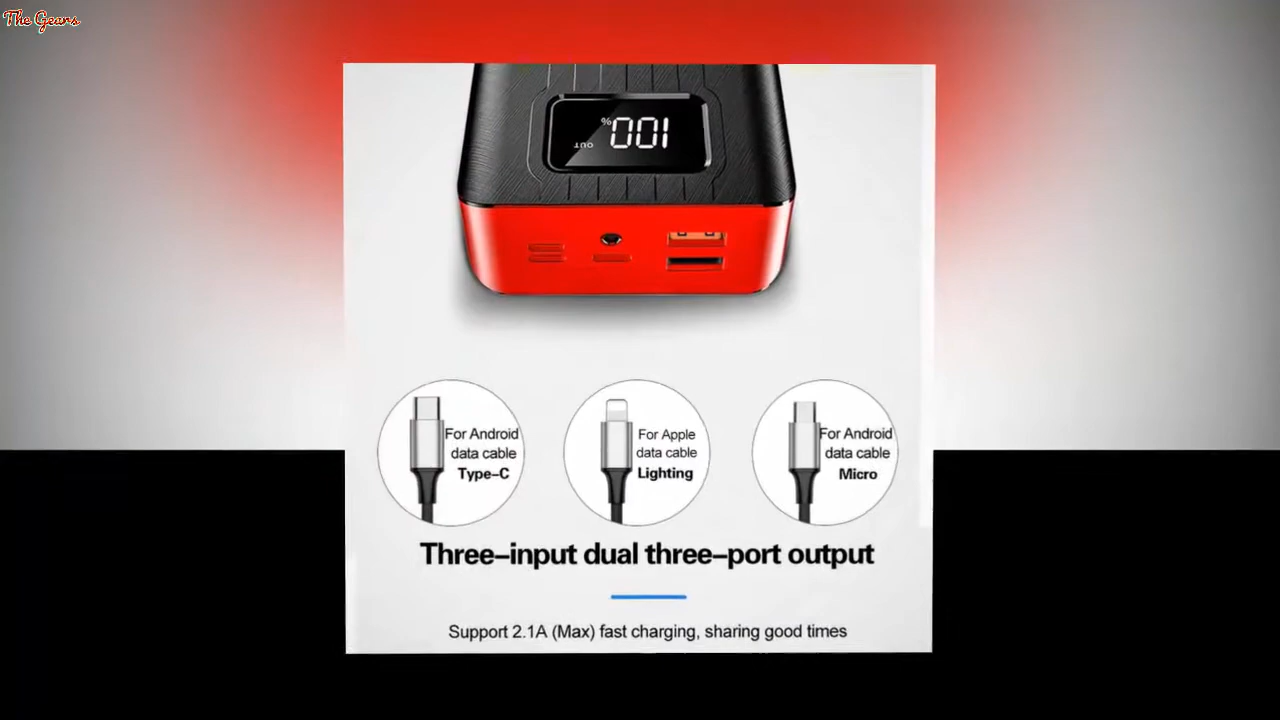 The Gears
100%
OUT
For Android
data cable
Type-C
For Apple
data cable
Lighting
For Android
data cable
Micro
Three-input dual three-port output
Support 2.1A (Max) fast charging, sharing good times